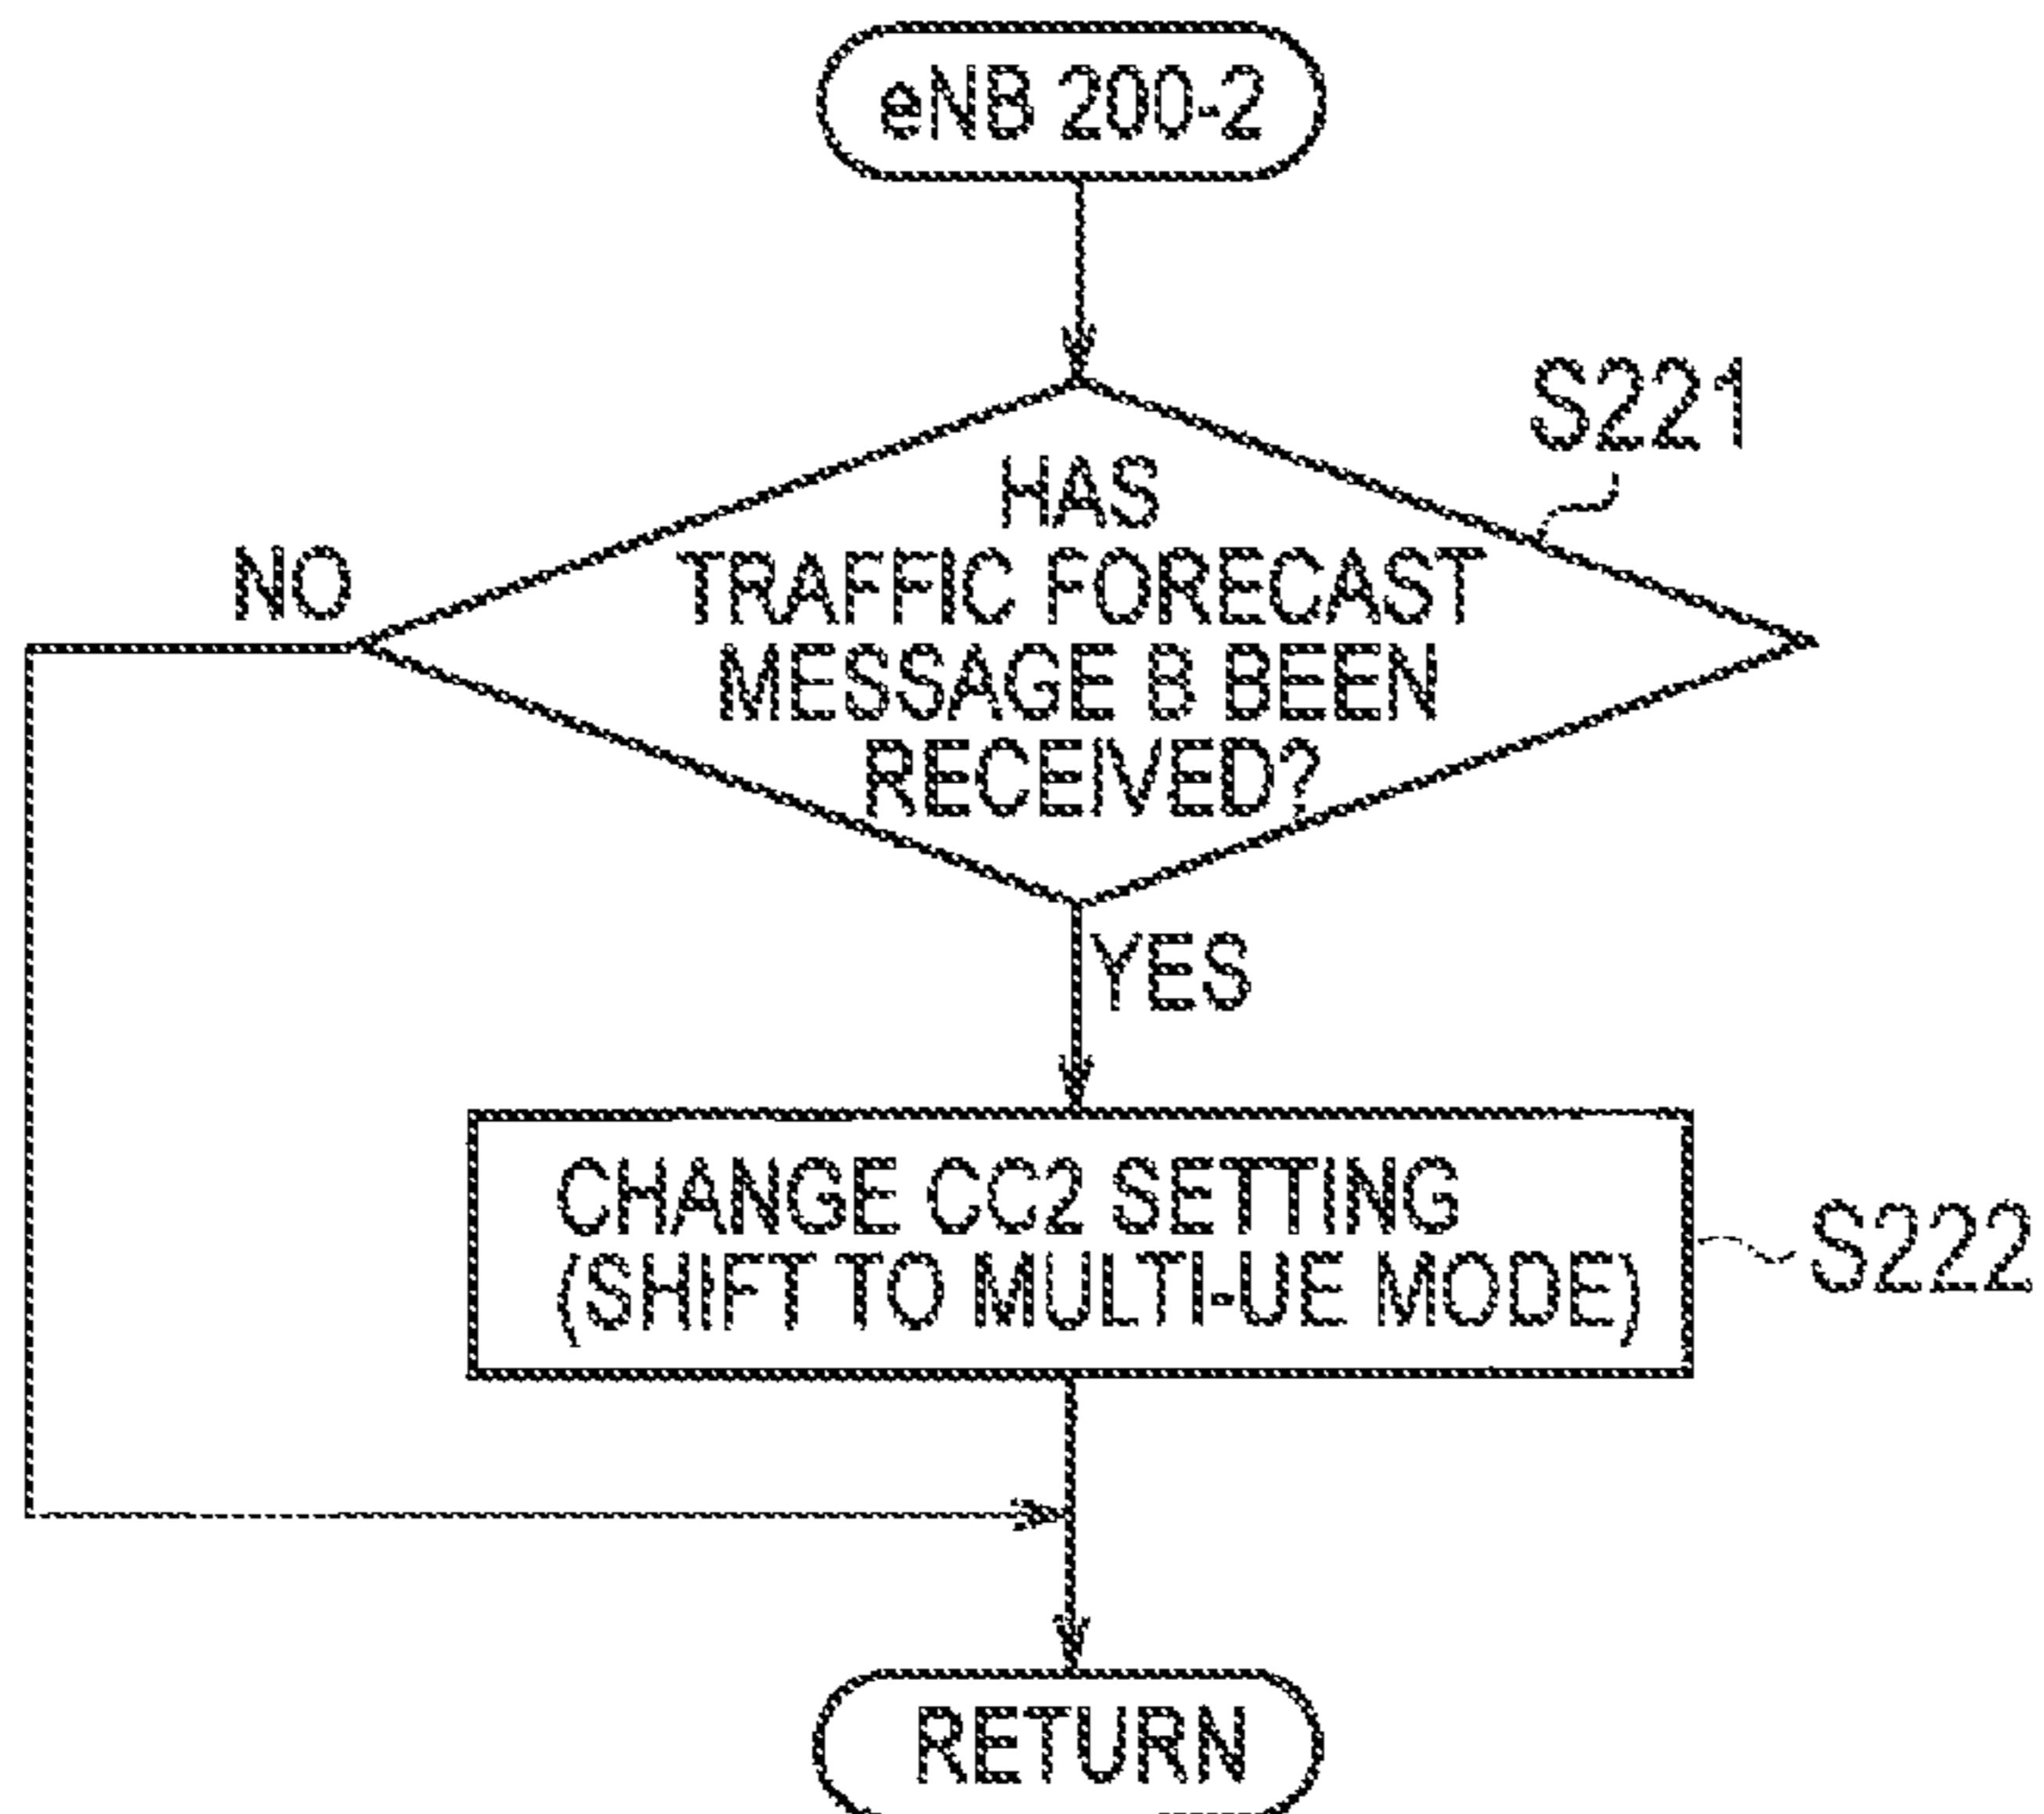 eNB 200-2
S221
HAS
TRAFFIC FORECAST
MESSAGE B BEEN
RECEIVED?
NO
YES
CHANGE CC2 SETTING
(SHIFT TO MULTI-UE MODE)
S222
RETURN